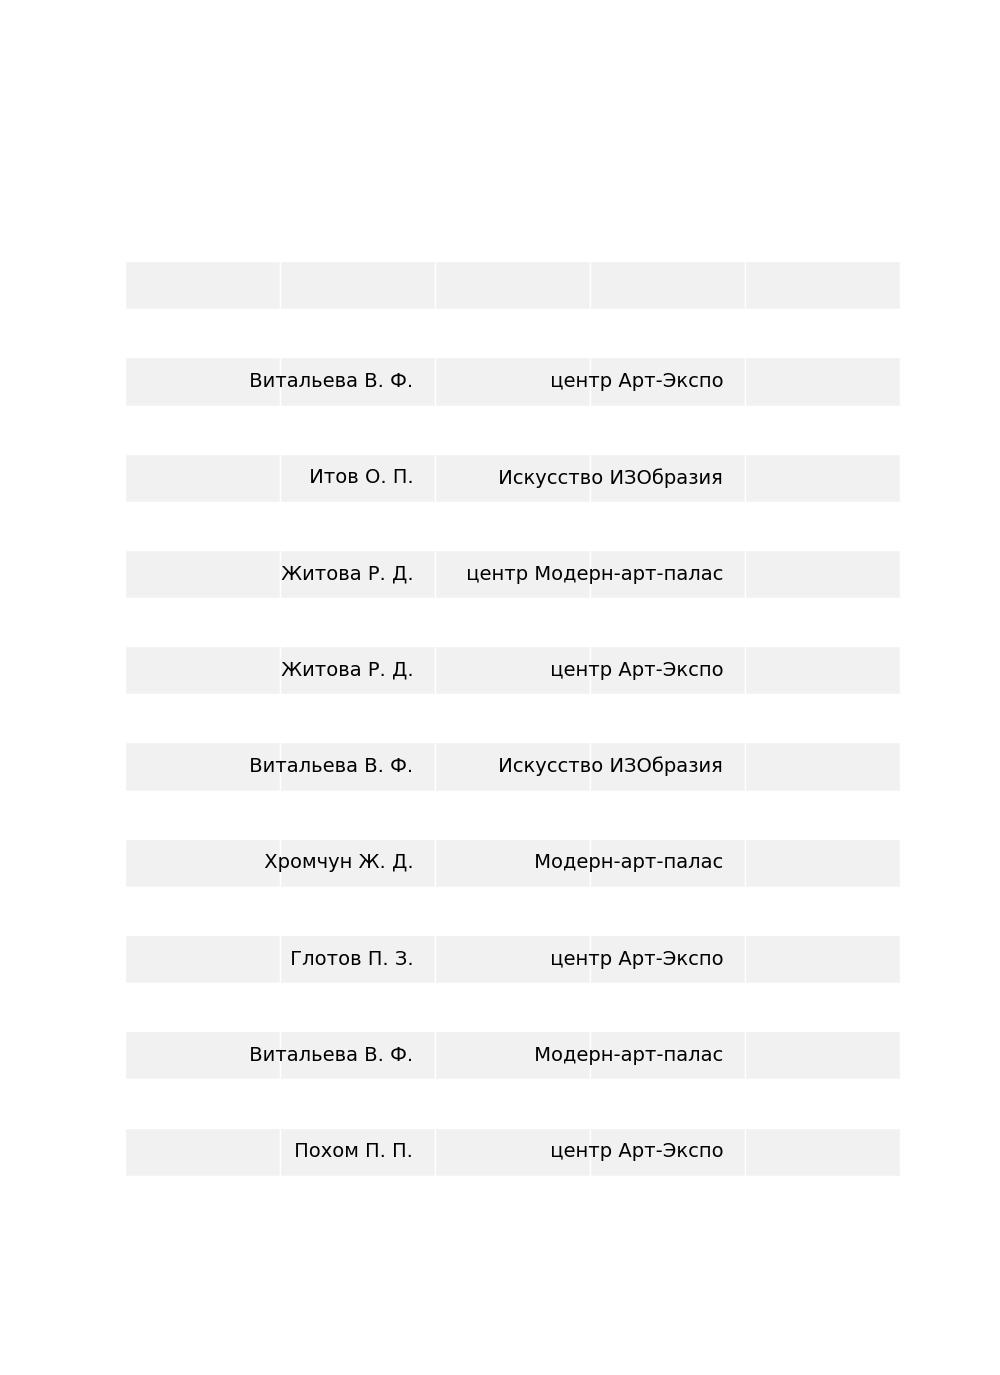 Витальева В. Ф. центр Арт-Экспо
Итов О. П. Искусство ИЗОбразия
Житова Р. Д. центр Модерн-арт-палас
Житова Р. Д. центр Арт-Экспо
Витальева В. Ф. Искусство ИЗОбразия
Хромчун Ж. Д. Модерн-арт-палас
Глотов П. З. центр Арт-Экспо
Витальева В. Ф. Модерн-арт-палас
Похом П. П. центр Арт-Экспо